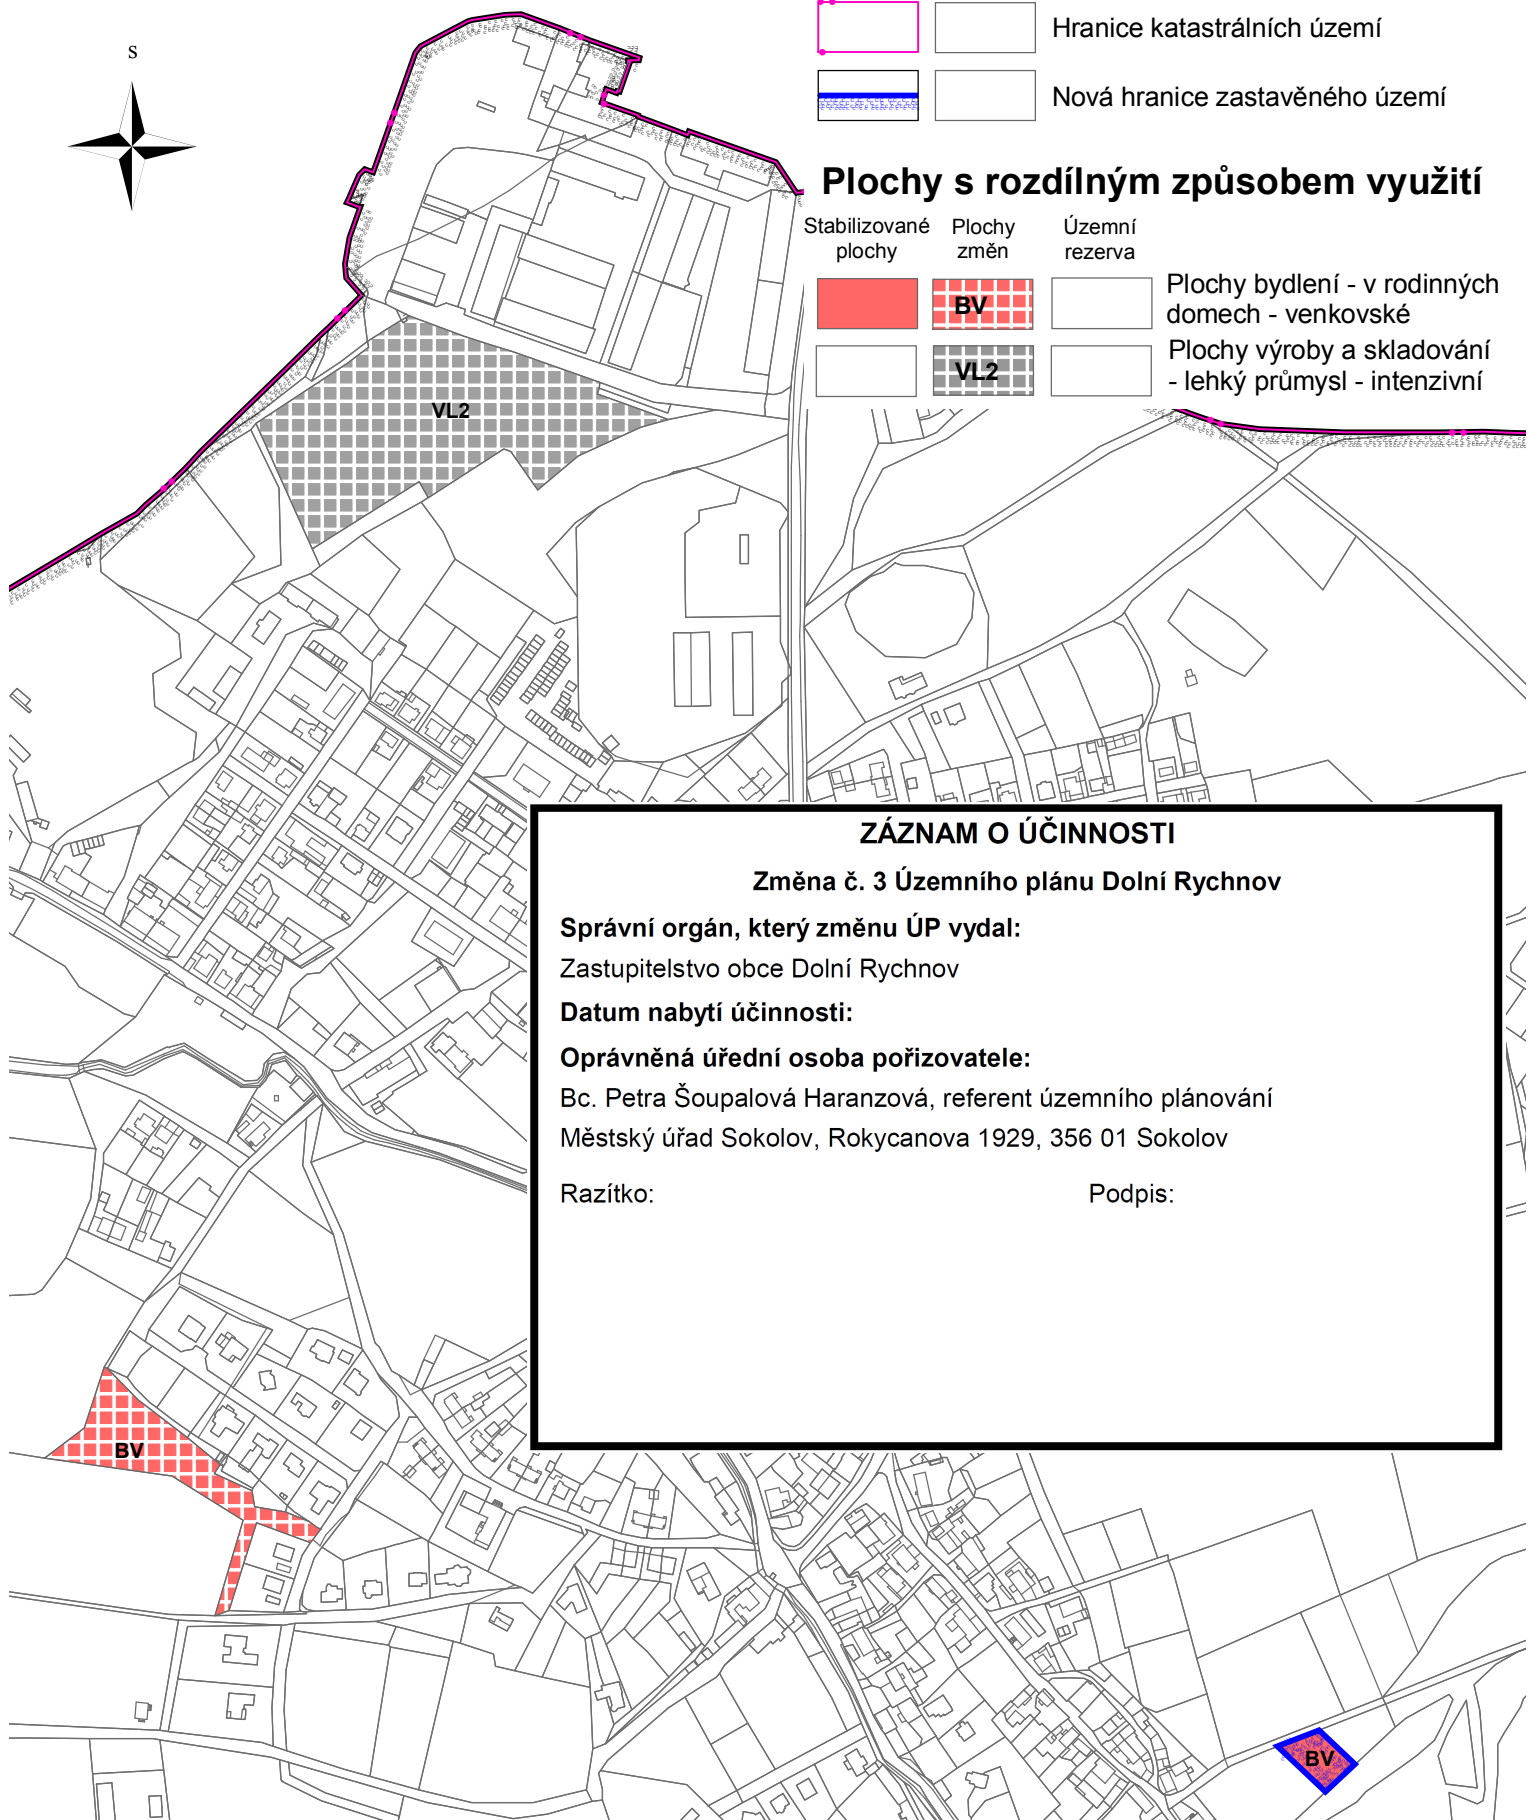 S
Hranice katastrálních území
Nová hranice zastavěného území
Plochy s rozdílným způsobem využití
Stabilizované plochy
Plochy změn
Územní rezerva
BV
Plochy bydlení - v rodinných
domech - venkovské
VL2
Plochy výroby a skladování
- lehký průmysl - intenzivní
VL2
ZÁZNAM O ÚČINNOSTI
Změna č. 3 Územního plánu Dolní Rychnov
Správní orgán, který změnu ÚP vydal:
Zastupitelstvo obce Dolní Rychnov
Datum nabytí účinnosti:
Oprávněná úřední osoba pořizovatele:
Bc. Petra Šoupalová Haranzová, referent územního plánování
Městský úřad Sokolov, Rokycanova 1929, 356 01 Sokolov
Razítko:
Podpis:
BV
BV